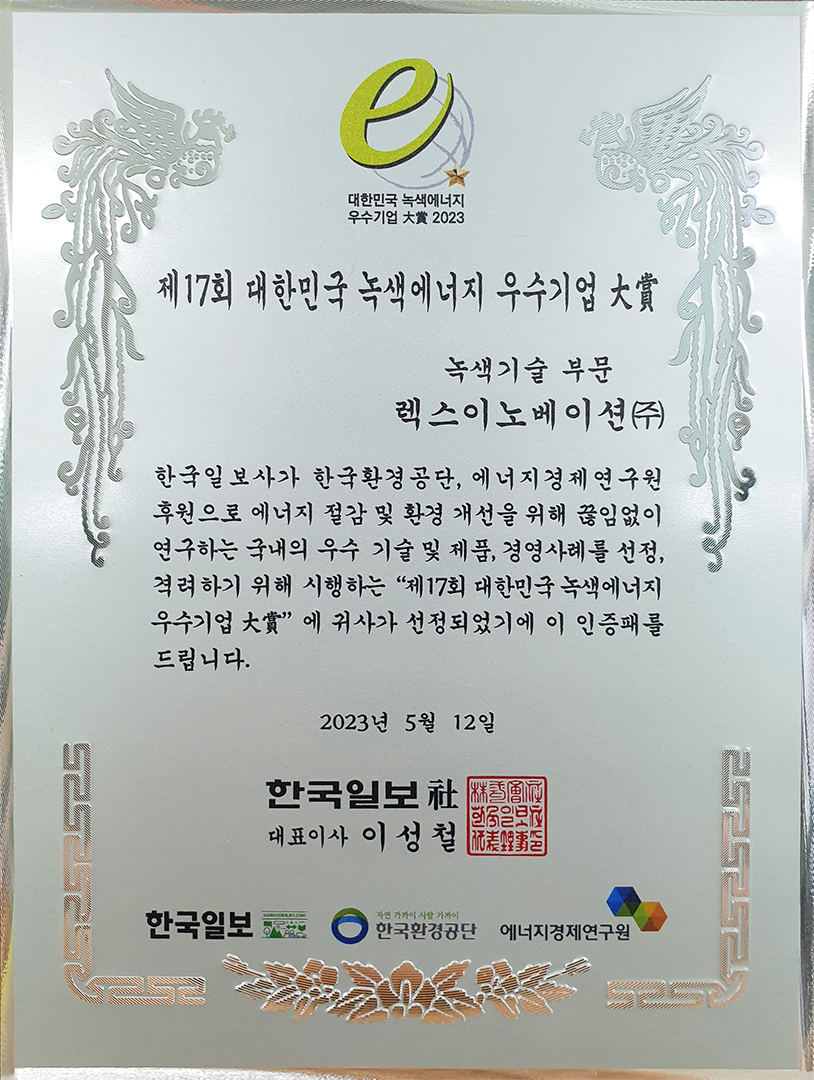 e
대한민국 녹색에너지
우수기업 大賞 2023
제17회 대한민국 녹색에너지 우수기업 大賞
녹색기술 부문
렉스이노베이션㈜
한국일보사가 한국환경공단, 에너지경제연구원
후원으로 에너지 절감 및 환경 개선을 위해 끊임없이
연구하는 국내의 우수 기술 및 제품, 경영사례를 선정,
격려하기 위해 시행하는 “제17회 대한민국 녹색에너지
우수기업 大賞” 에 귀사가 선정되었기에 이 인증패를
드립니다.
2023년 5월 12일
한국일보社
대표이사 이성철
한국일보
자연 가까이 사람 가까이
한국환경공단
에너지경제연구원